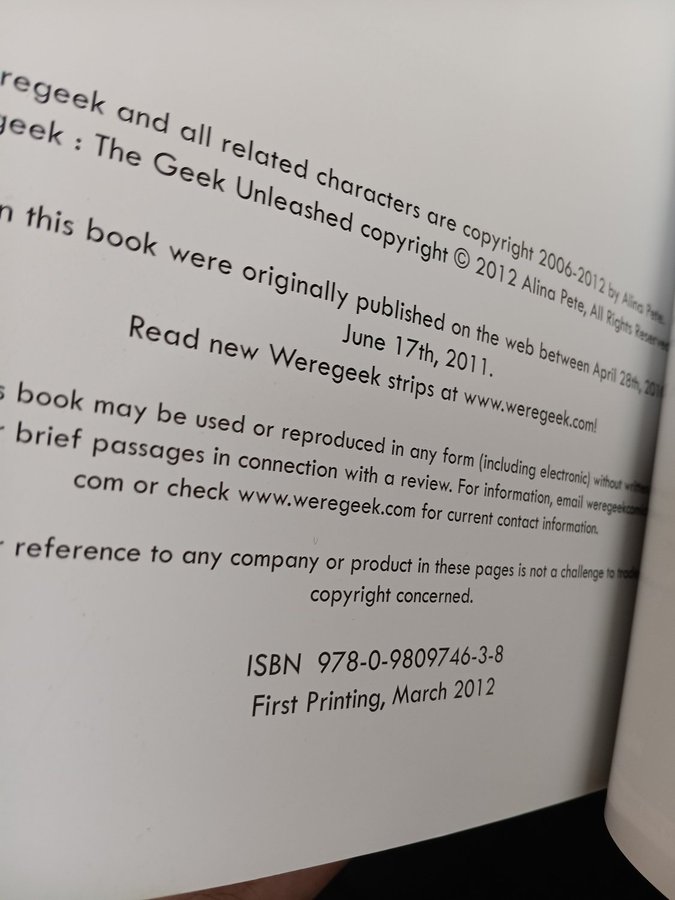 regeek and all related characters are copyright 2006-2012 by Alina Pete.
geek : The Geek Unleashed copyright © 2012 Alina Pete, All Rights Reserved
n this book were originally published on the web between April 28th,
June 17th, 2011.
Read new Weregeek strips at www.weregeek.com!
s book may be used or reproduced in any form (including electronic) without
r brief passages in connection with a review. For information, email
com or check www.weregeek.com for current contact information.
r reference to any company or product in these pages is not a challenge to
copyright concerned.
ISBN 978-0-9809746-3-8
First Printing, March 2012